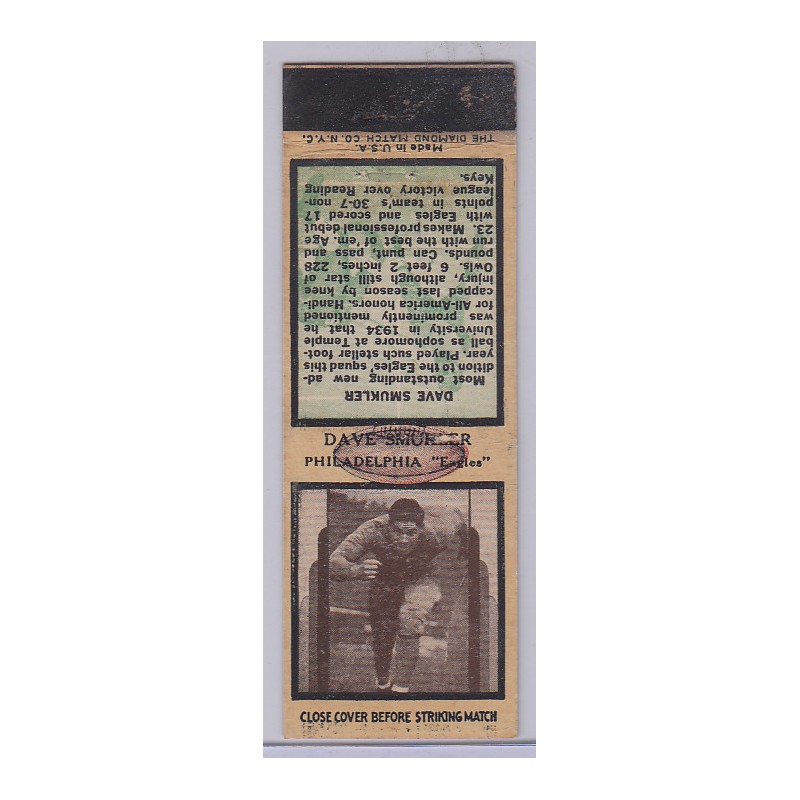 DAVE SMUKLER
PHILADELPHIA "Eagles"
CLOSE COVER BEFORE STRIKING MATCH
DAVE SMUKLER
Most outstanding new ad-
dition to the Eagles' squad this
year. Played such stellar foot-
ball as sophomore at Temple
University in 1934 that he
was prominently mentioned
for All-America honors. Handi-
capped last season by knee
injury, although still star of
Owls. 6 feet 2 inches, 228
pounds. Can punt, pass and
run with the best of 'em. Age
23. Makes professional debut
with Eagles and scored 17
points in team's 30-7 non-
league victory over Reading
Keys.
Made in U.S.A.
THE DIAMOND MATCH CO. N.Y.C.